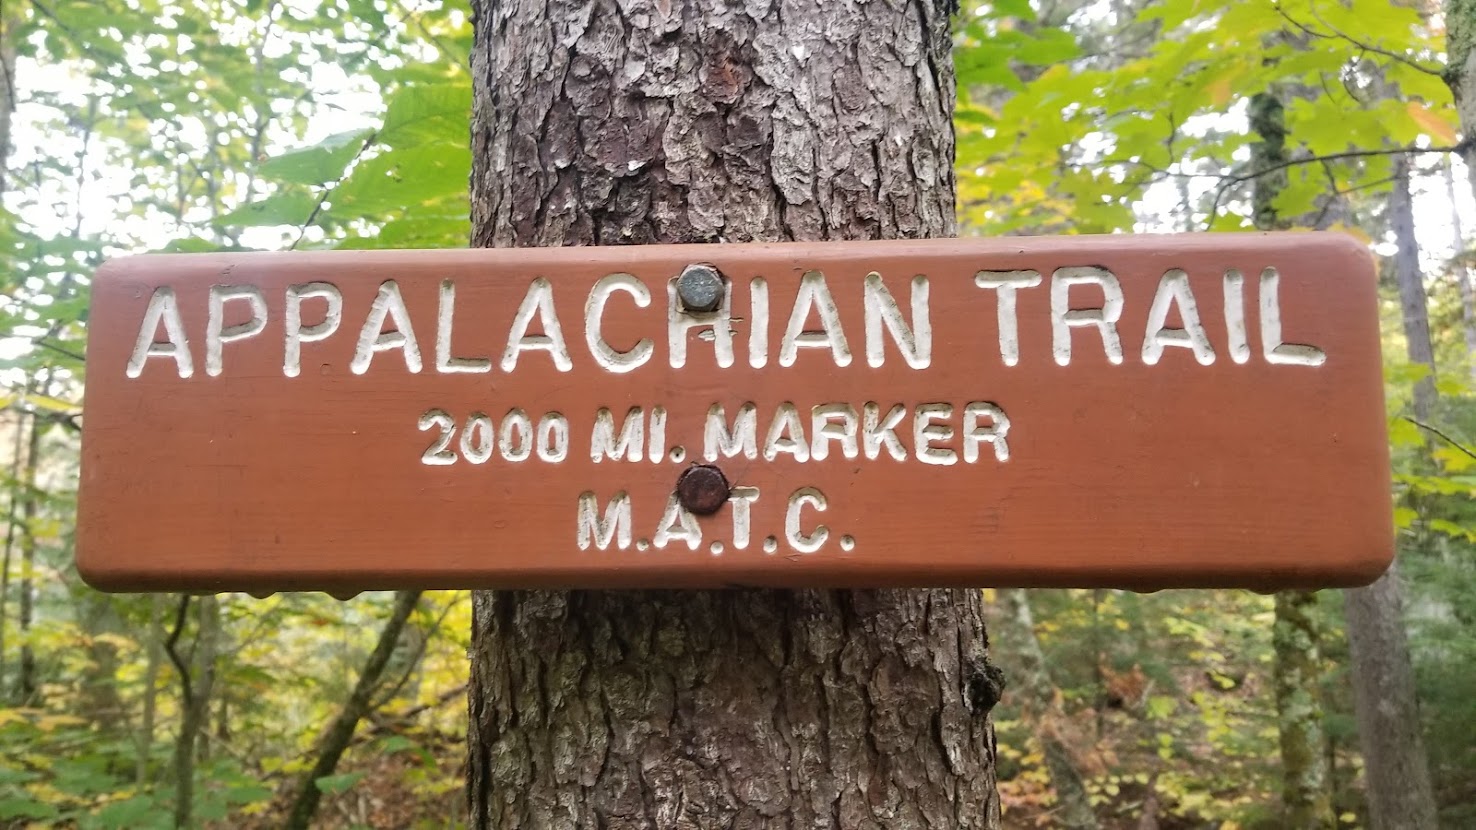 APPALACHIAN TRAIL
2000 MI. MARKER
M.A.T.C.